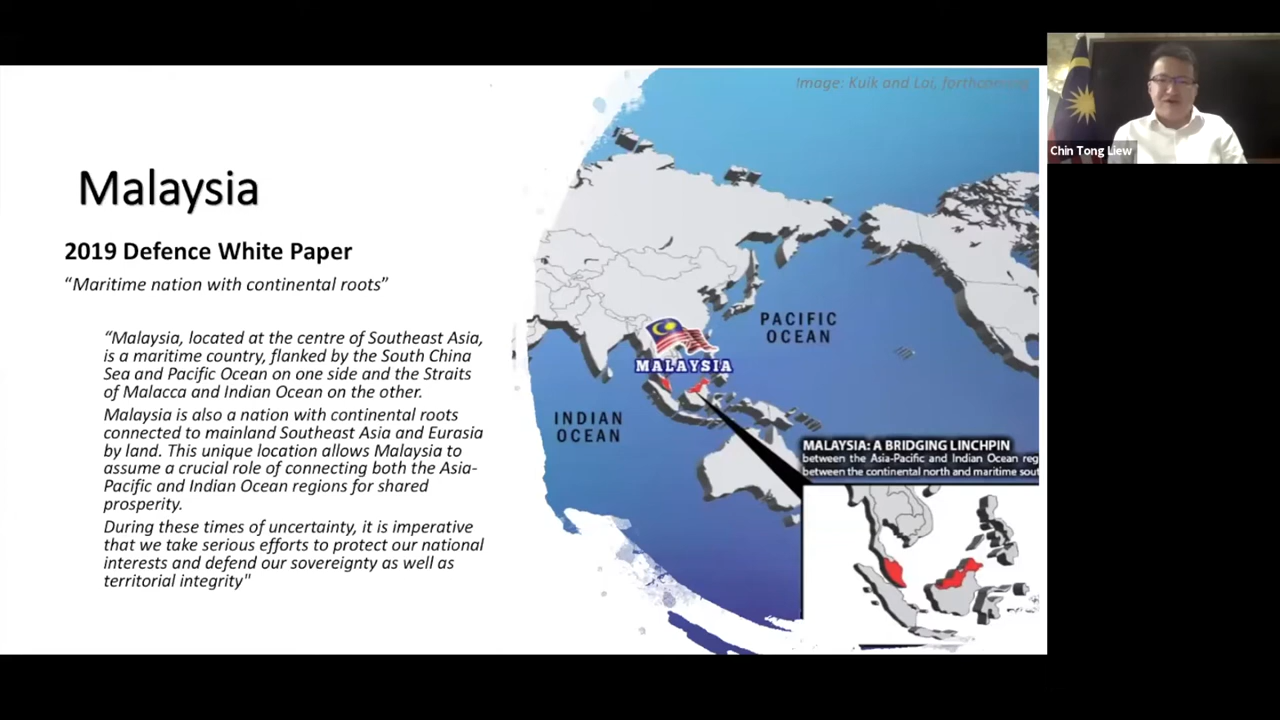 Image: Kuik and Lai, forthcoming
Chin Tong Liew
Malaysia
2019 Defence White Paper
“Maritime nation with continental roots”
“Malaysia, located at the centre of Southeast Asia,
is a maritime country, flanked by the South China
Sea and Pacific Ocean on one side and the Straits
of Malacca and Indian Ocean on the other.
Malaysia is also a nation with continental roots
connected to mainland Southeast Asia and Eurasia
by land. This unique location allows Malaysia to
assume a crucial role of connecting both the Asia-
Pacific and Indian Ocean regions for shared
prosperity.
During these times of uncertainty, it is imperative
that we take serious efforts to protect our national
interests and defend our sovereignty as well as
territorial integrity"
PACIFIC
OCEAN
MALAYSIA
INDIAN
OCEAN
MALAYSIA: A BRIDGING LINCHPIN
between the Asia-Pacific and Indian Ocean reg
between the continental north and maritime sout